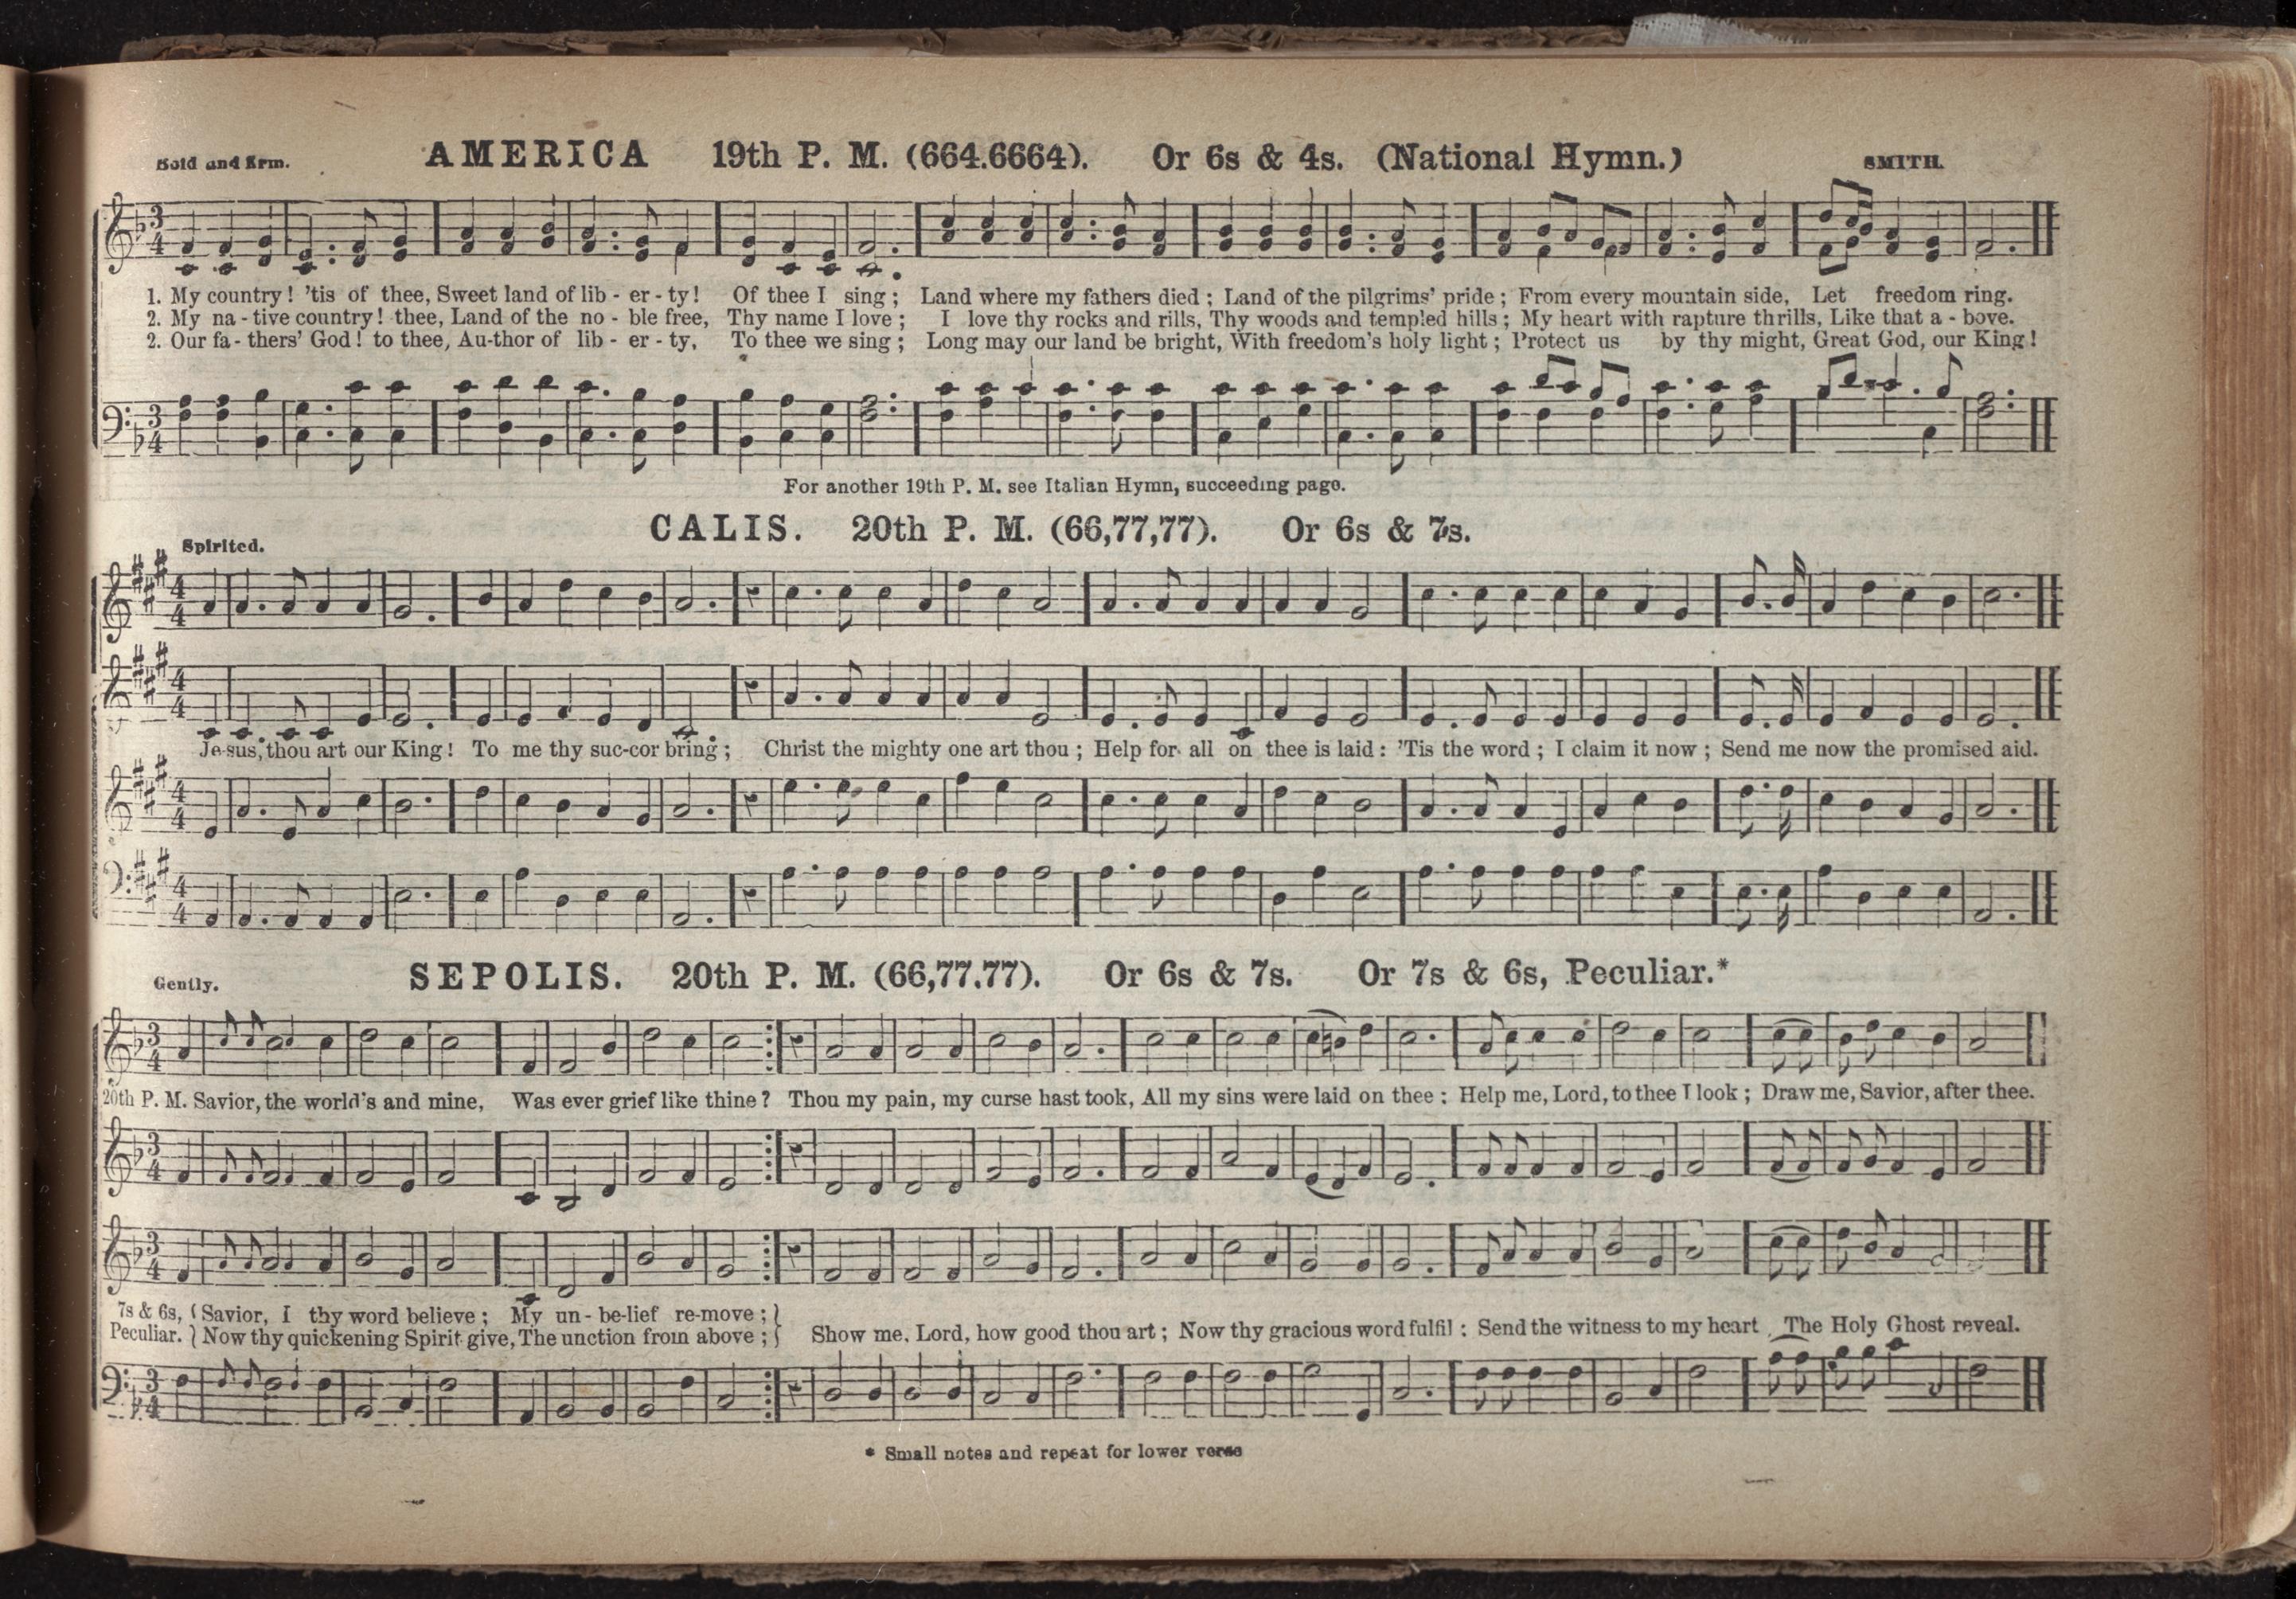 Bold and firm. AMERICA 19th P. M. (664.6664). Or 6s & 4s. (National Hymn.) SMITH.
1. My country! 'tis of thee, Sweet land of lib - er - ty! Of thee I sing; Land where my fathers died; Land of the pilgrims' pride; From every mountain side, Let freedom ring.
2. My na - tive country! thee, Land of the no - ble free, Thy name I love; I love thy rocks and rills, Thy woods and templed hills; My heart with rapture thrills, Like that a - bove.
2. Our fa - thers' God! to thee, Au-thor of lib - er - ty, To thee we sing; Long may our land be bright, With freedom's holy light; Protect us by thy might, Great God, our King!
For another 19th P. M. see Italian Hymn, succeeding page.
CALIS. 20th P. M. (66,77,77). Or 6s & 7s.
Spirited.
Je-sus, thou art our King! To me thy suc-cor bring; Christ the mighty one art thou; Help for all on thee is laid: 'Tis the word; I claim it now; Send me now the promised aid.
Gently. SEPOLIS. 20th P. M. (66,77.77). Or 6s & 7s. Or 7s & 6s, Peculiar.*
20th P. M. Savior, the world's and mine, Was ever grief like thine? Thou my pain, my curse hast took, All my sins were laid on thee: Help me, Lord, to thee I look; Draw me, Savior, after thee.
7s & 6s, Savior, I thy word believe; My un - be-lief re-move;
Peculiar. Now thy quickening Spirit give, The unction from above; Show me, Lord, how good thou art; Now thy gracious word fulfil: Send the witness to my heart The Holy Ghost reveal.
* Small notes and repeat for lower verse